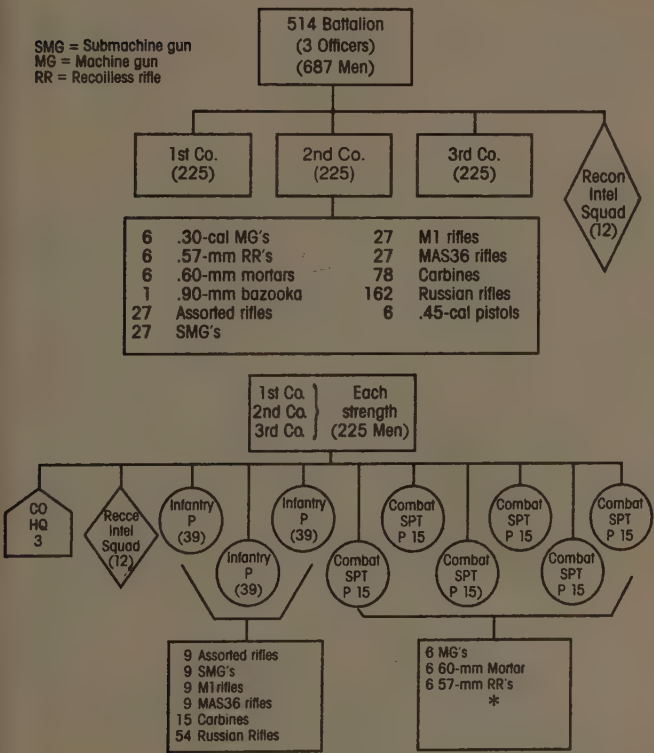 514 Battalion
(3 Officers)
(687 Men)
SMG = Submachine gun
MG = Machine gun
RR = Recoilless rifle
1st Co.
(225)
2nd Co.
(225)
3rd Co.
(225)
Recon
Intel
Squad
(12)
6 .30-cal MG's
6 .57-mm RR's
6 .60-mm mortars
1 .90-mm bazooka
27 Assorted rifles
27 SMG's
27 M1 rifles
27 MAS36 rifles
78 Carbines
162 Russian rifles
6 .45-cal pistols
1st Co.
2nd Co.
3rd Co.
Each
strength
(225 Men)
CO
HQ
3
Recce
Intel
Squad
(12)
Infantry
P
(39)
Infantry
P
(39)
Infantry
P
(39)
Combat
SPT
P 15
Combat
SPT
P 15
Combat
SPT
P 15)
Combat
SPT
P 15
Combat
SPT
P 15
Combat
SPT
P 15
9 Assorted rifles
9 SMG's
9 M1rifles
9 MAS36 rifles
15 Carbines
54 Russian Rifles
6 MG's
6 60-mm Mortar
6 57-mm RR's
*